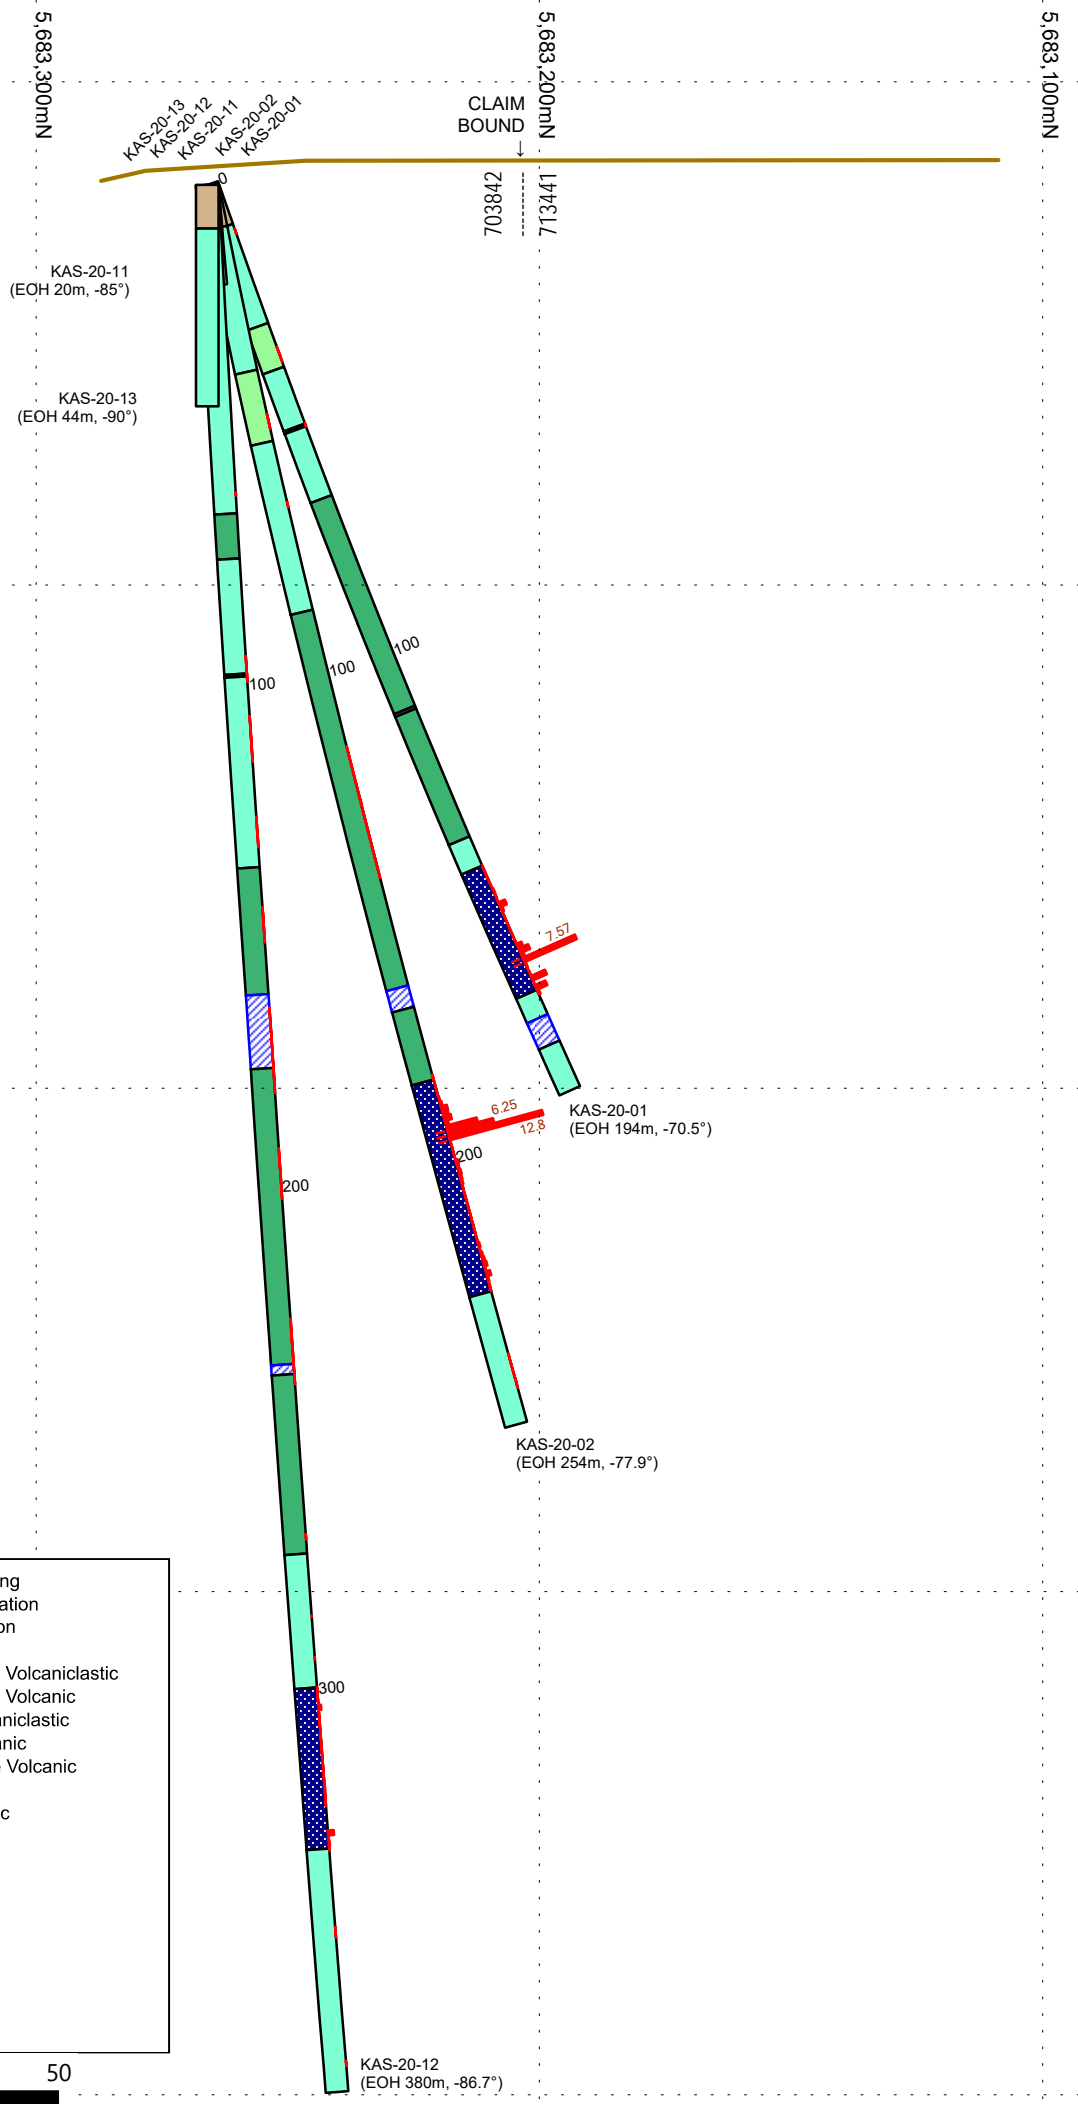 5,683,300mN
5,683,200mN
5,683,100mN
CLAIM
BOUND
↓
KAS-20-13
KAS-20-12
KAS-20-11
KAS-20-02
KAS-20-01
703842
713441
0
KAS-20-11
(EOH 20m, -85°)
KAS-20-13
(EOH 44m, -90°)
100
100
100
7.57
6.25
12.8
KAS-20-01
(EOH 194m, -70.5°)
200
200
KAS-20-02
(EOH 254m, -77.9°)
ng
ation
on
Volcaniclastic
Volcanic
niclastic
nic
Volcanic
c
300
KAS-20-12
(EOH 380m, -86.7°)
50